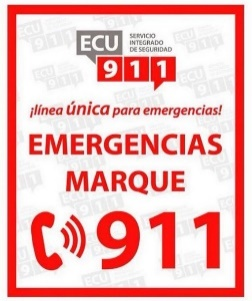 ECU
911
SERVICIO
INTEGRADO
DE SEGURIDAD
¡línea única para emergencias!
EMERGENCIAS
MARQUE
911